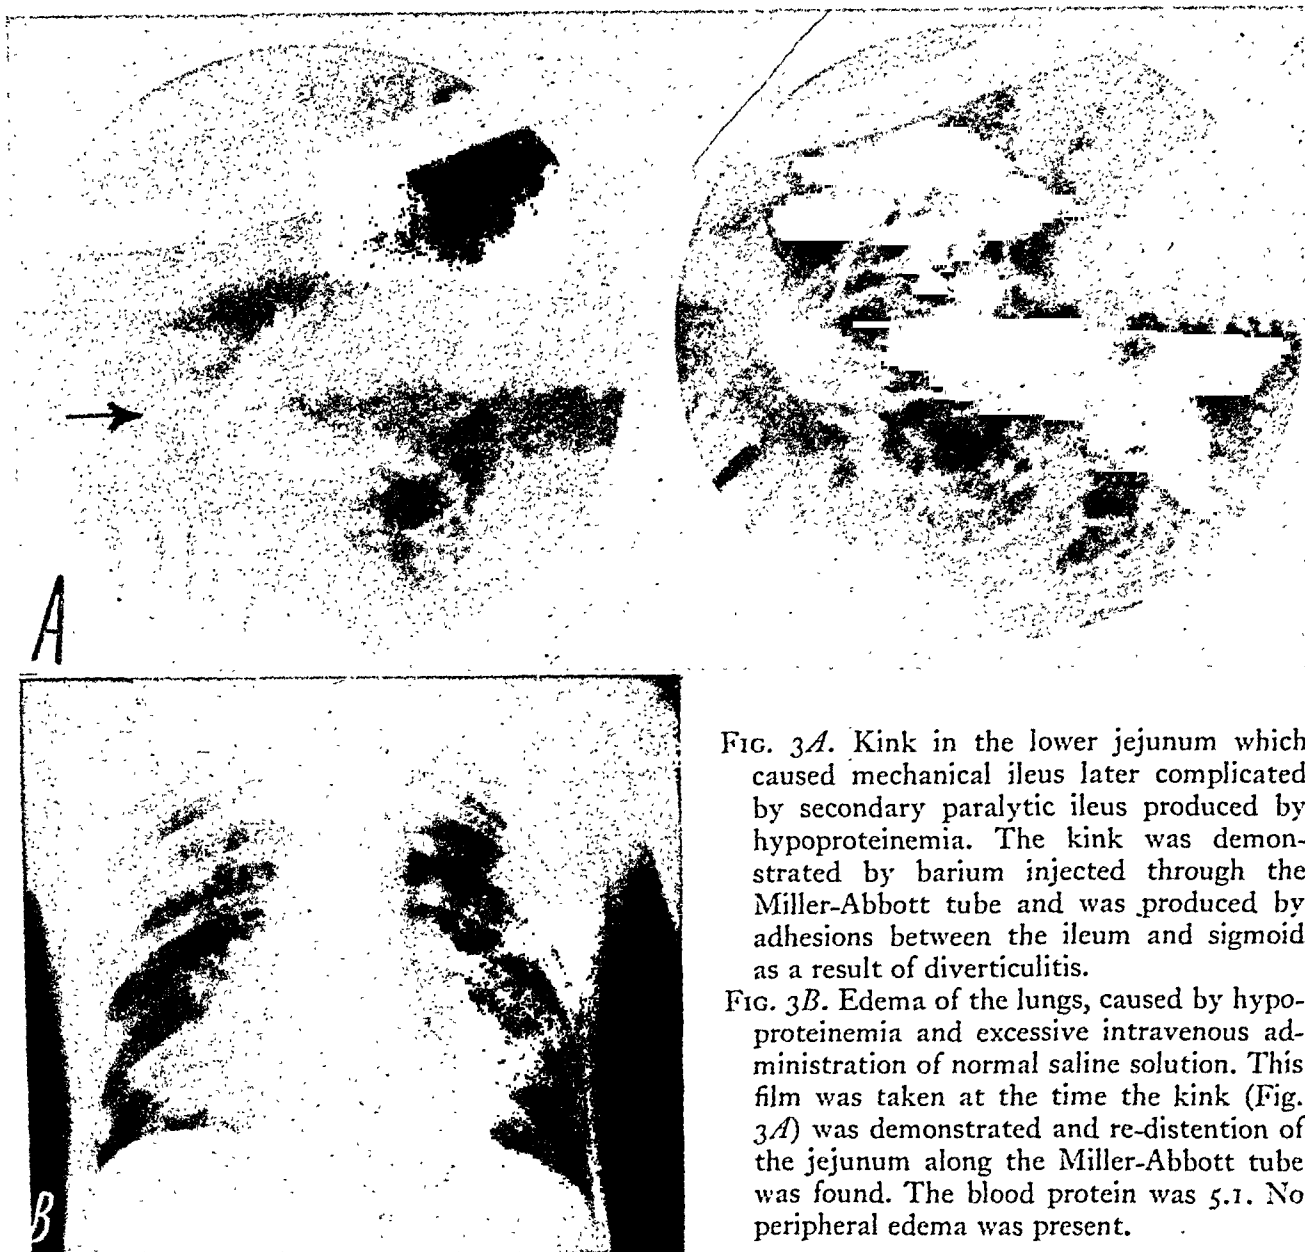 A
B
FIG. 3A. Kink in the lower jejunum which
caused mechanical ileus later complicated
by secondary paralytic ileus produced by
hypoproteinemia. The kink was demon-
strated by barium injected through the
Miller-Abbott tube and was produced by
adhesions between the ileum and sigmoid
as a result of diverticulitis.
FIG. 3B. Edema of the lungs, caused by hypo-
proteinemia and excessive intravenous ad-
ministration of normal saline solution. This
film was taken at the time the kink (Fig.
3A) was demonstrated and re-distention of
the jejunum along the Miller-Abbott tube
was found. The blood protein was 5.1. No
peripheral edema was present.